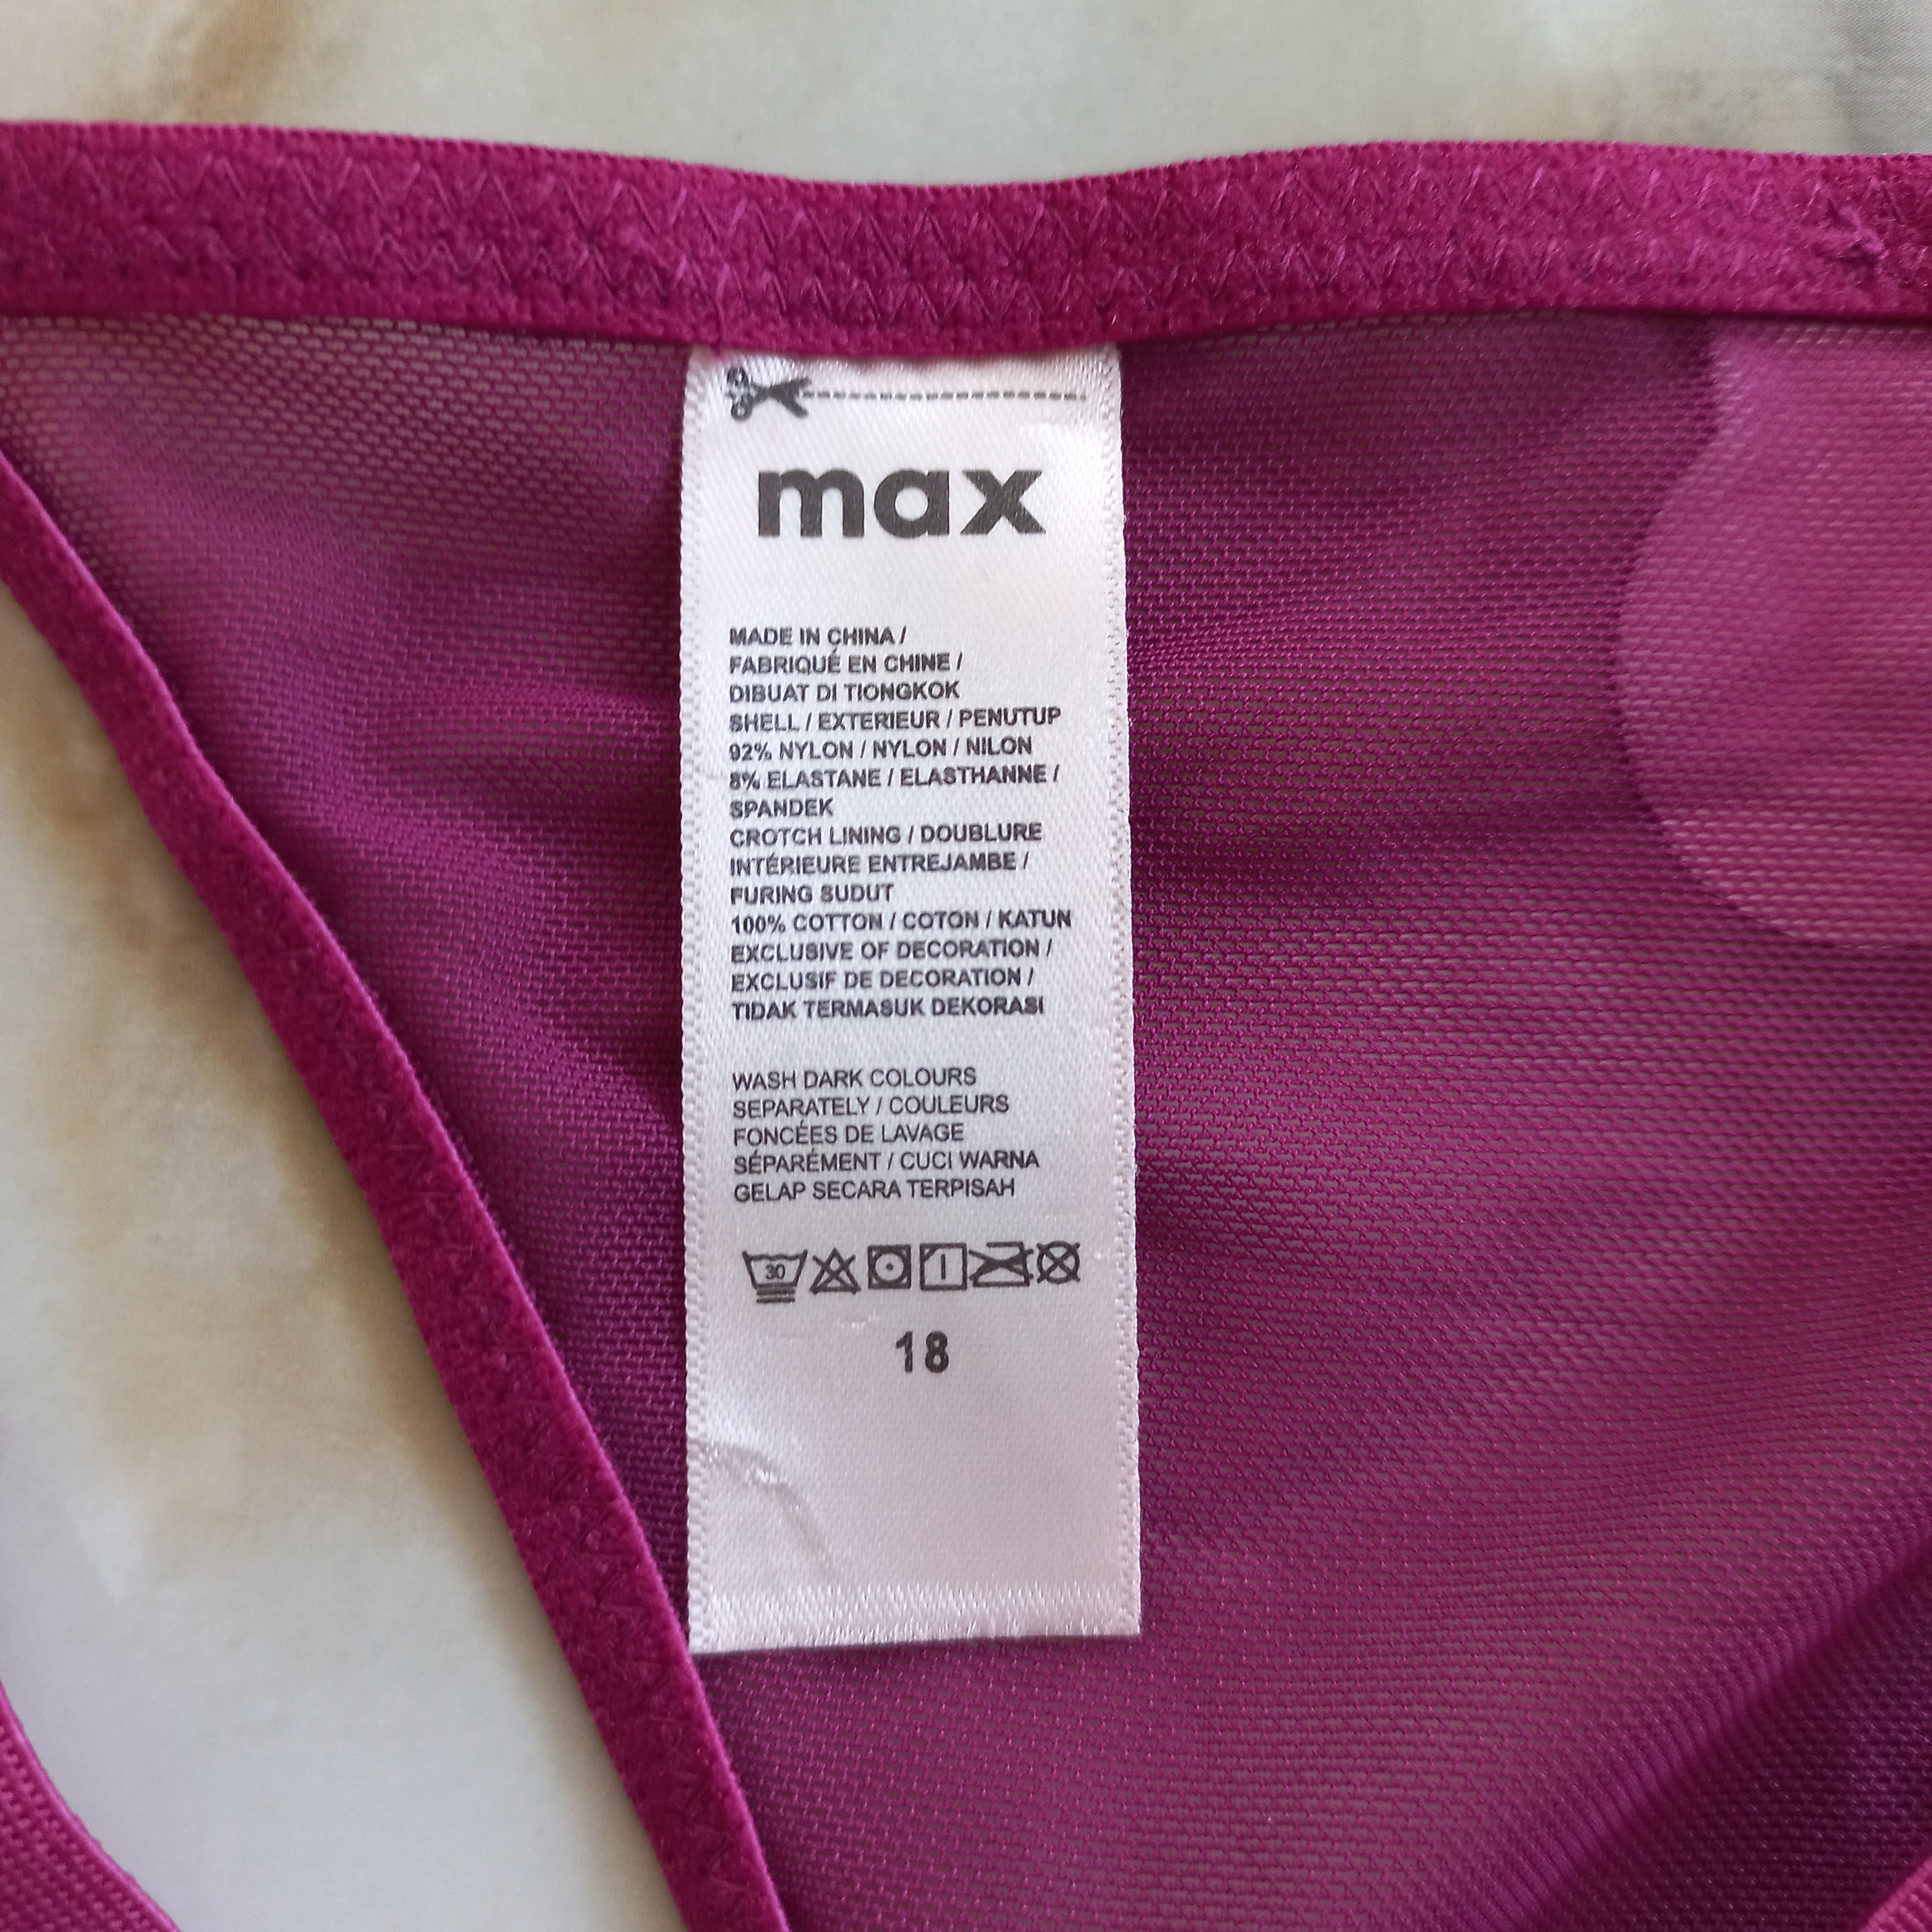 max
MADE IN CHINA /
FABRIQUÉ EN CHINE /
DIBUAT DI TIONGKOK
SHELL / EXTERIEUR / PENUTUP
92% NYLON / NYLON / NILON
8% ELASTANE / ELASTHANNE /
SPANDEK
CROTCH LINING / DOUBLURE
INTÉRIEURE ENTREJAMBE /
FURING SUDUT
100% COTTON / COTON / KATUN
EXCLUSIVE OF DECORATION /
EXCLUSIF DE DECORATION /
TIDAK TERMASUK DEKORASI
WASH DARK COLOURS
SEPARATELY / COULEURS
FONCÉES DE LAVAGE
SÉPARÉMENT / CUCI WARNA
GELAP SECARA TERPISAH
30
18